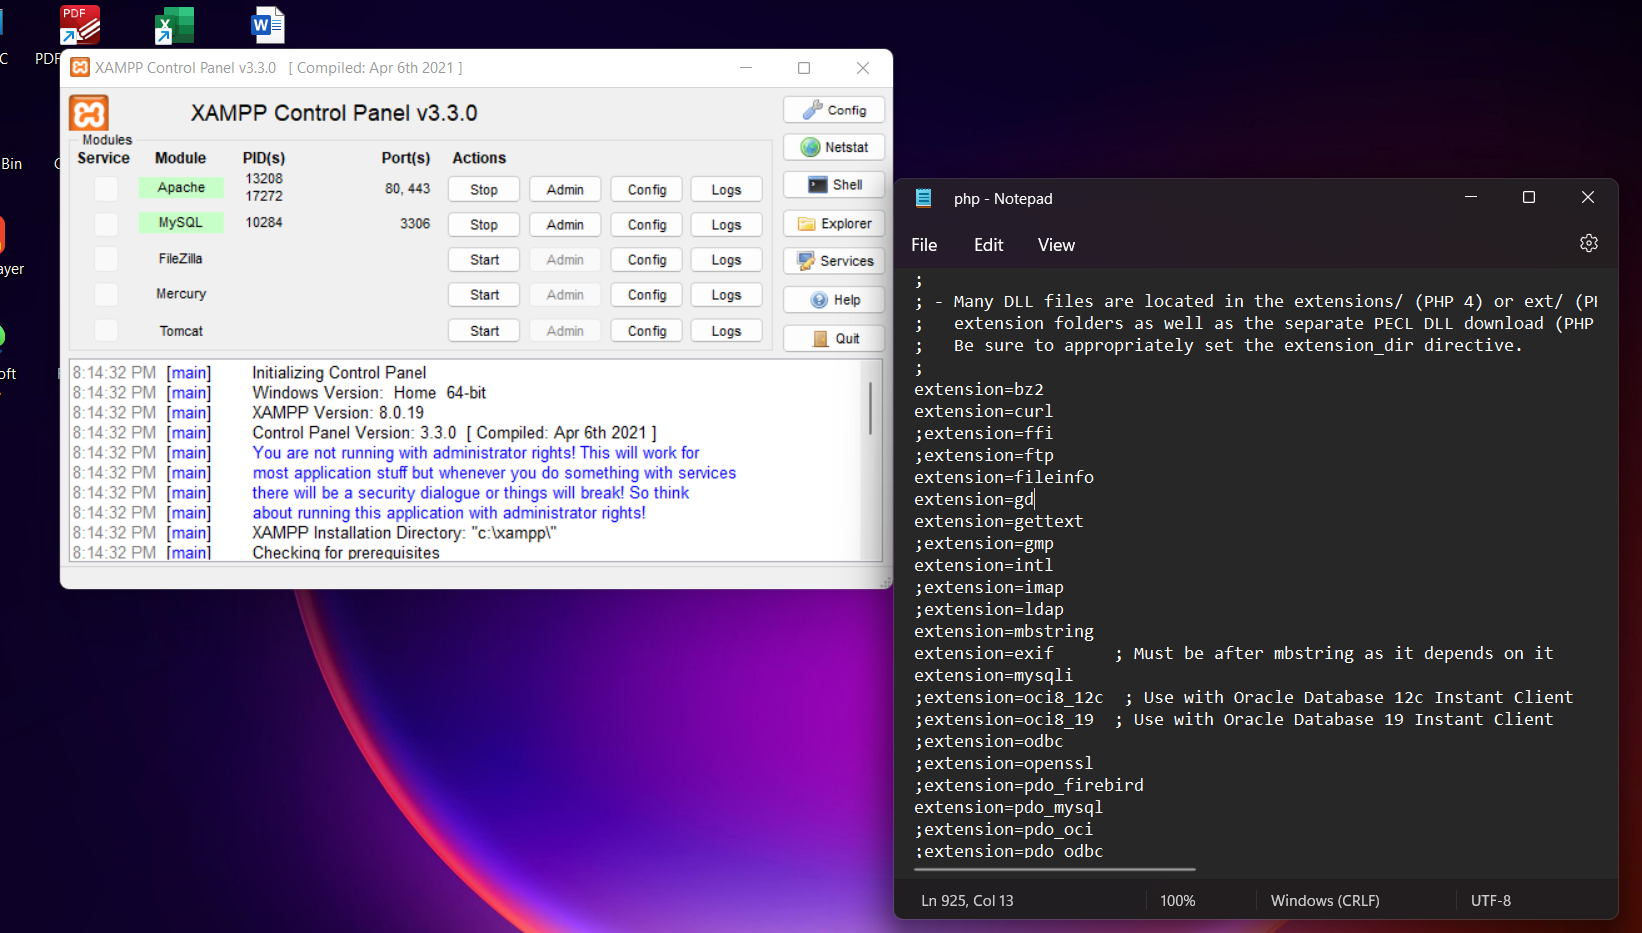 PDF
C
PDF
Bin
C
ayer
oft
F
XAMPP Control Panel v3.3.0 [ Compiled: Apr 6th 2021 ]
XAMPP Control Panel v3.3.0
Config
Modules
Service Module PID(s) Port(s) Actions
Netstat
Apache 13208 17272 80, 443 Stop Admin Config Logs
Shell
MySQL 10284 3306 Stop Admin Config Logs
Explorer
FileZilla Start Admin Config Logs
Services
Mercury Start Admin Config Logs
Help
Tomcat Start Admin Config Logs
Quit
8:14:32 PM [main] Initializing Control Panel
8:14:32 PM [main] Windows Version: Home 64-bit
8:14:32 PM [main] XAMPP Version: 8.0.19
8:14:32 PM [main] Control Panel Version: 3.3.0 [ Compiled: Apr 6th 2021 ]
8:14:32 PM [main] You are not running with administrator rights! This will work for
8:14:32 PM [main] most application stuff but whenever you do something with services
8:14:32 PM [main] there will be a security dialogue or things will break! So think
8:14:32 PM [main] about running this application with administrator rights!
8:14:32 PM [main] XAMPP Installation Directory: "c:\xampp\"
8:14:32 PM [main] Checking for prerequisites
php - Notepad
File Edit View
;
; - Many DLL files are located in the extensions/ (PHP 4) or ext/ (PH
; extension folders as well as the separate PECL DLL download (PHP
; Be sure to appropriately set the extension_dir directive.
;
extension=bz2
extension=curl
;extension=ffi
;extension=ftp
extension=fileinfo
extension=gd
extension=gettext
;extension=gmp
extension=intl
;extension=imap
;extension=ldap
extension=mbstring
extension=exif ; Must be after mbstring as it depends on it
extension=mysqli
;extension=oci8_12c ; Use with Oracle Database 12c Instant Client
;extension=oci8_19 ; Use with Oracle Database 19 Instant Client
;extension=odbc
;extension=openssl
;extension=pdo_firebird
extension=pdo_mysql
;extension=pdo_oci
;extension=pdo_odbc
Ln 925, Col 13 100% Windows (CRLF) UTF-8